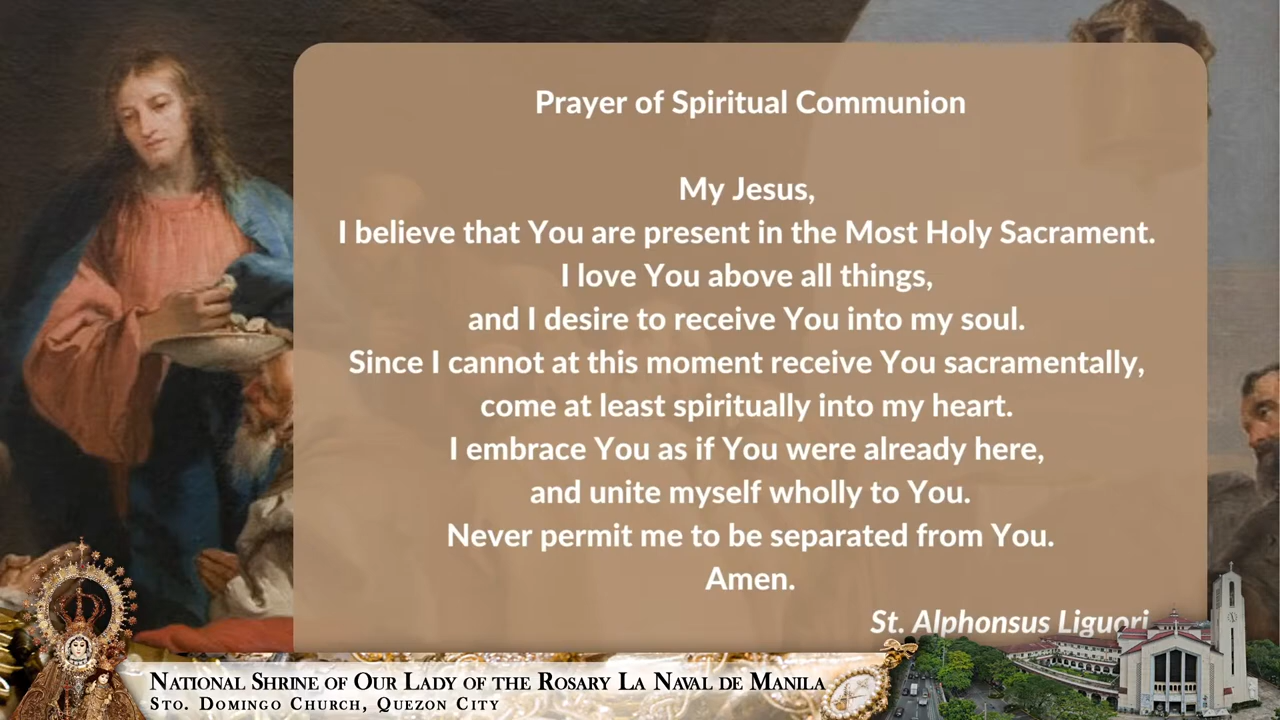 Prayer of Spiritual Communion
My Jesus,
I believe that You are present in the Most Holy Sacrament.
I love You above all things,
and I desire to receive You into my soul.
Since I cannot at this moment receive You sacramentally,
come at least spiritually into my heart.
I embrace You as if You were already here,
and unite myself wholly to You.
Never permit me to be separated from You.
Amen.
St. Alphonsus Liguori
National Shrine of Our Lady of the Rosary La Naval de Manila
Sto. Domingo Church, Quezon City